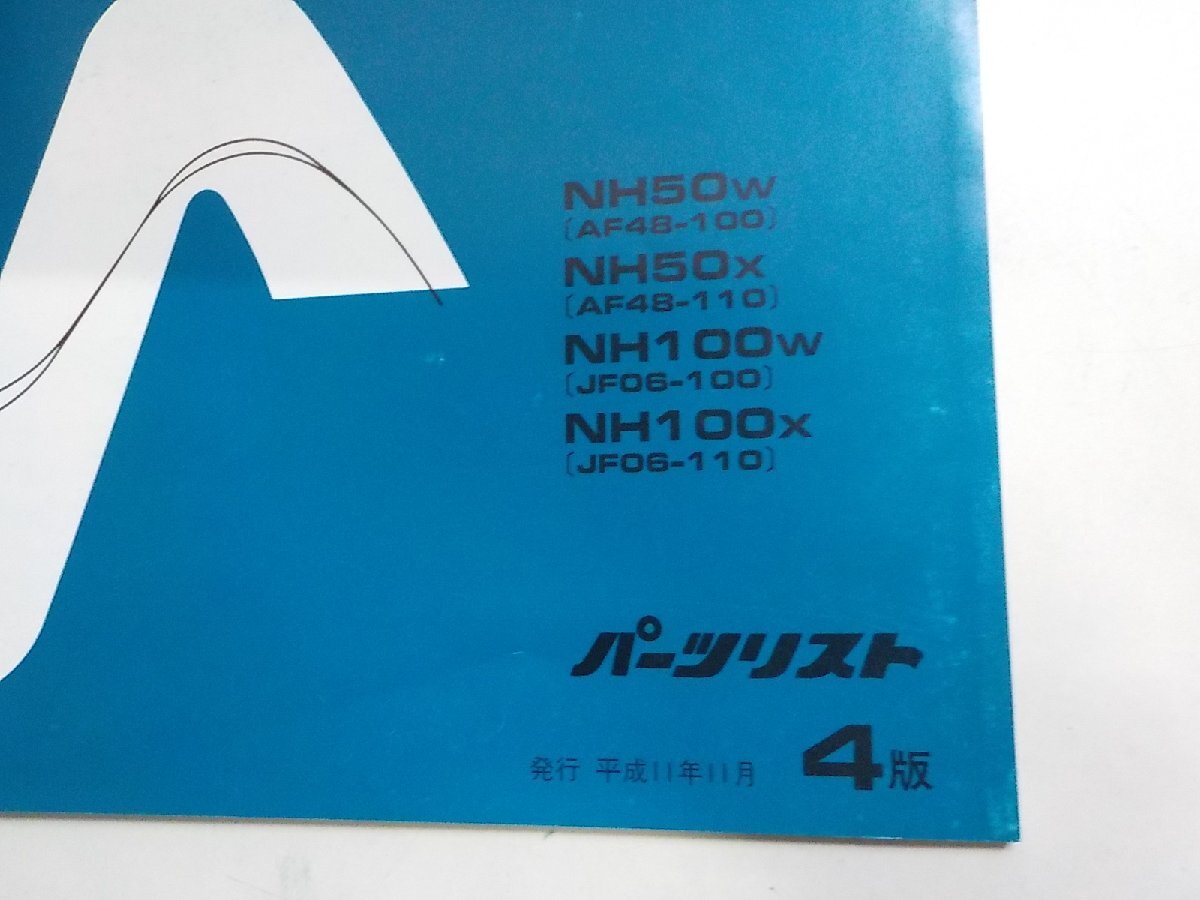 NH50W
〔AF48-100〕
NH50X
〔AF48-110〕
NH100W
〔JF06-100〕
NH100X
〔JF06-110〕
パーツリスト
発行 平成11年11月 4版